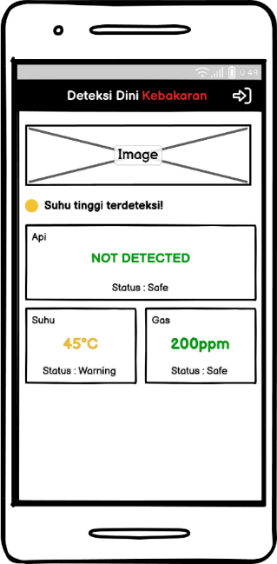 10:49
Deteksi Dini Kebakaran
Image
Suhu tinggi terdeteksi!
Api
NOT DETECTED
Status : Safe
Suhu
45°C
Status : Warning
Gas
200ppm
Status : Safe